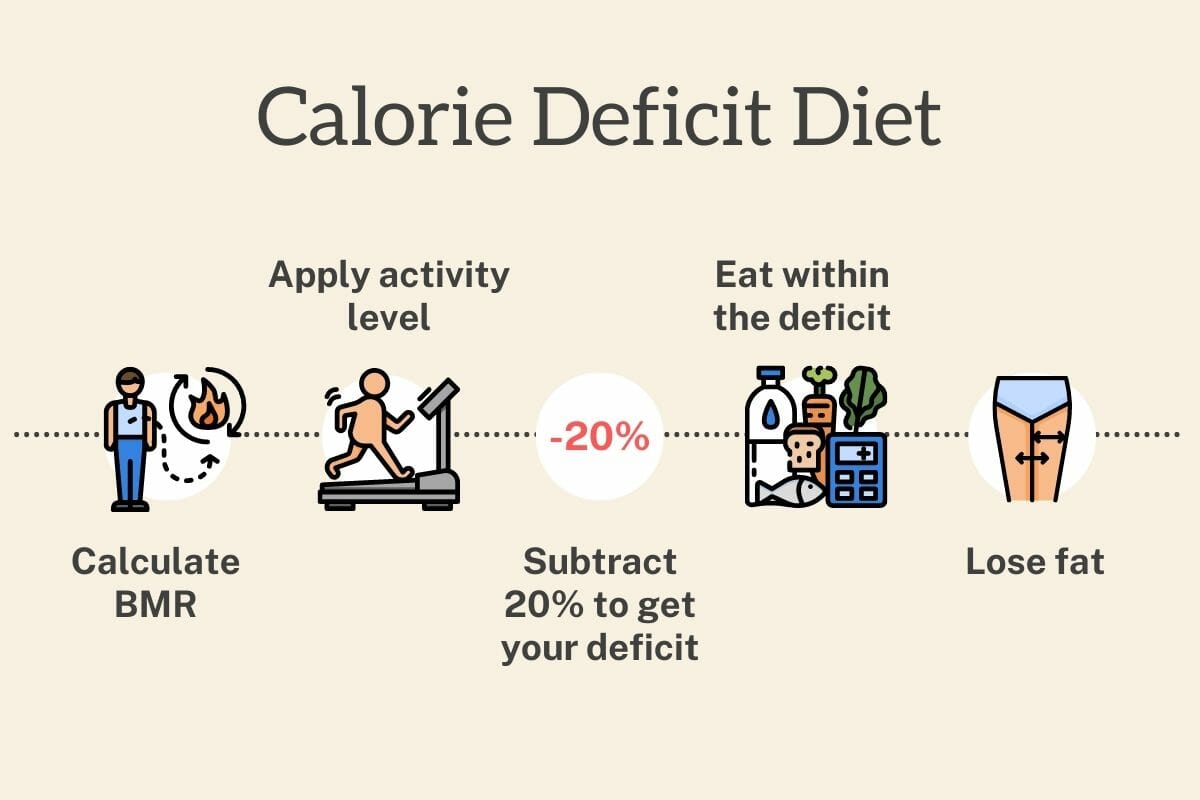 Calorie Deficit Diet
Calculate
BMR
Apply activity
level
-20%
Subtract
20% to get
your deficit
Eat within
the deficit
Lose fat